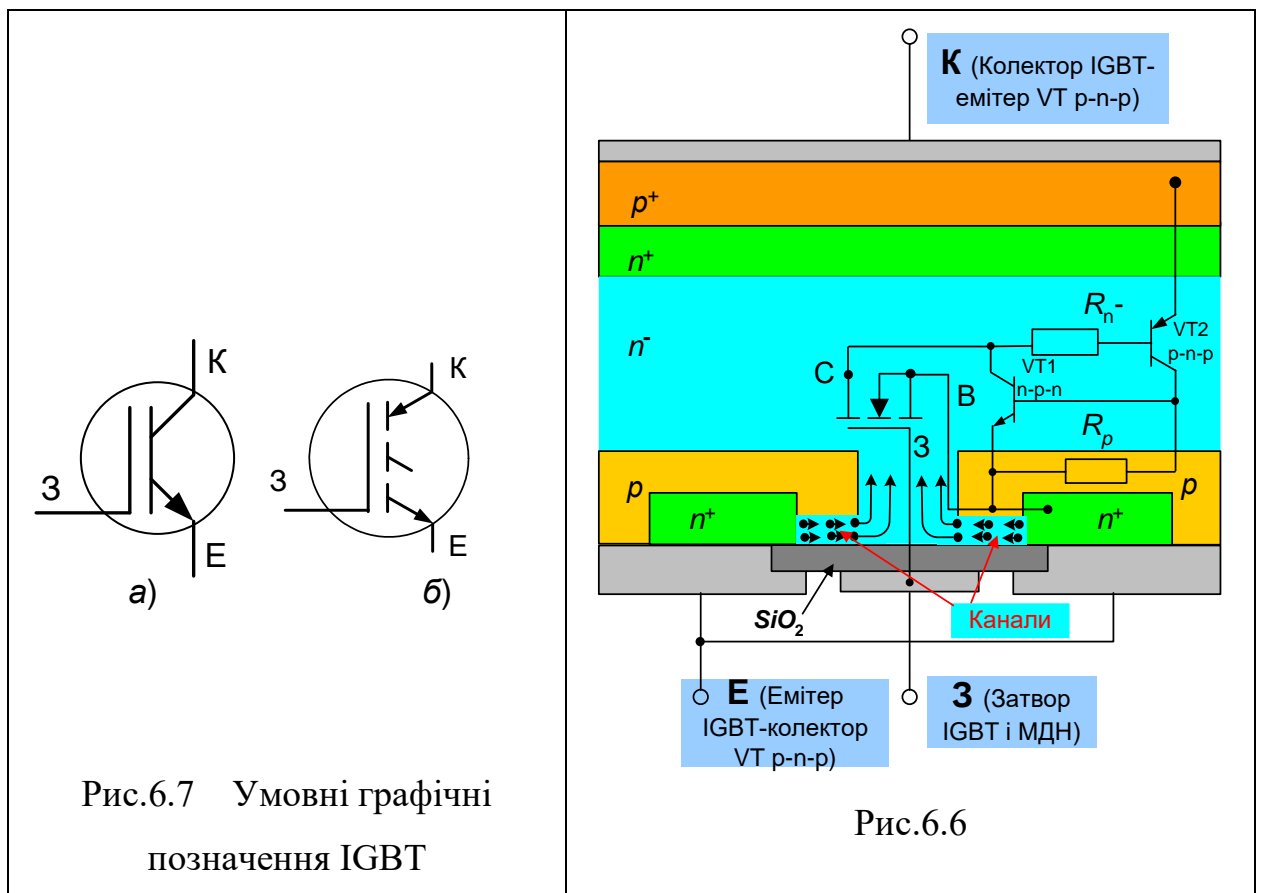 К
З
Е
а)
К
З
Е
б)
Рис.6.7 Умовні графічні
позначення IGBT
К (Колектор IGBT-
емітер VT p-n-p)
p⁺
n⁺
n⁻
Rn-
VT2
p-n-p
VT1
n-p-n
С
В
З
Rp
p
n⁺
n⁺
p
SiO₂
Канали
Е (Емітер
IGBT-колектор
VT p-n-p)
З (Затвор
IGBT і МДН)
Рис.6.6